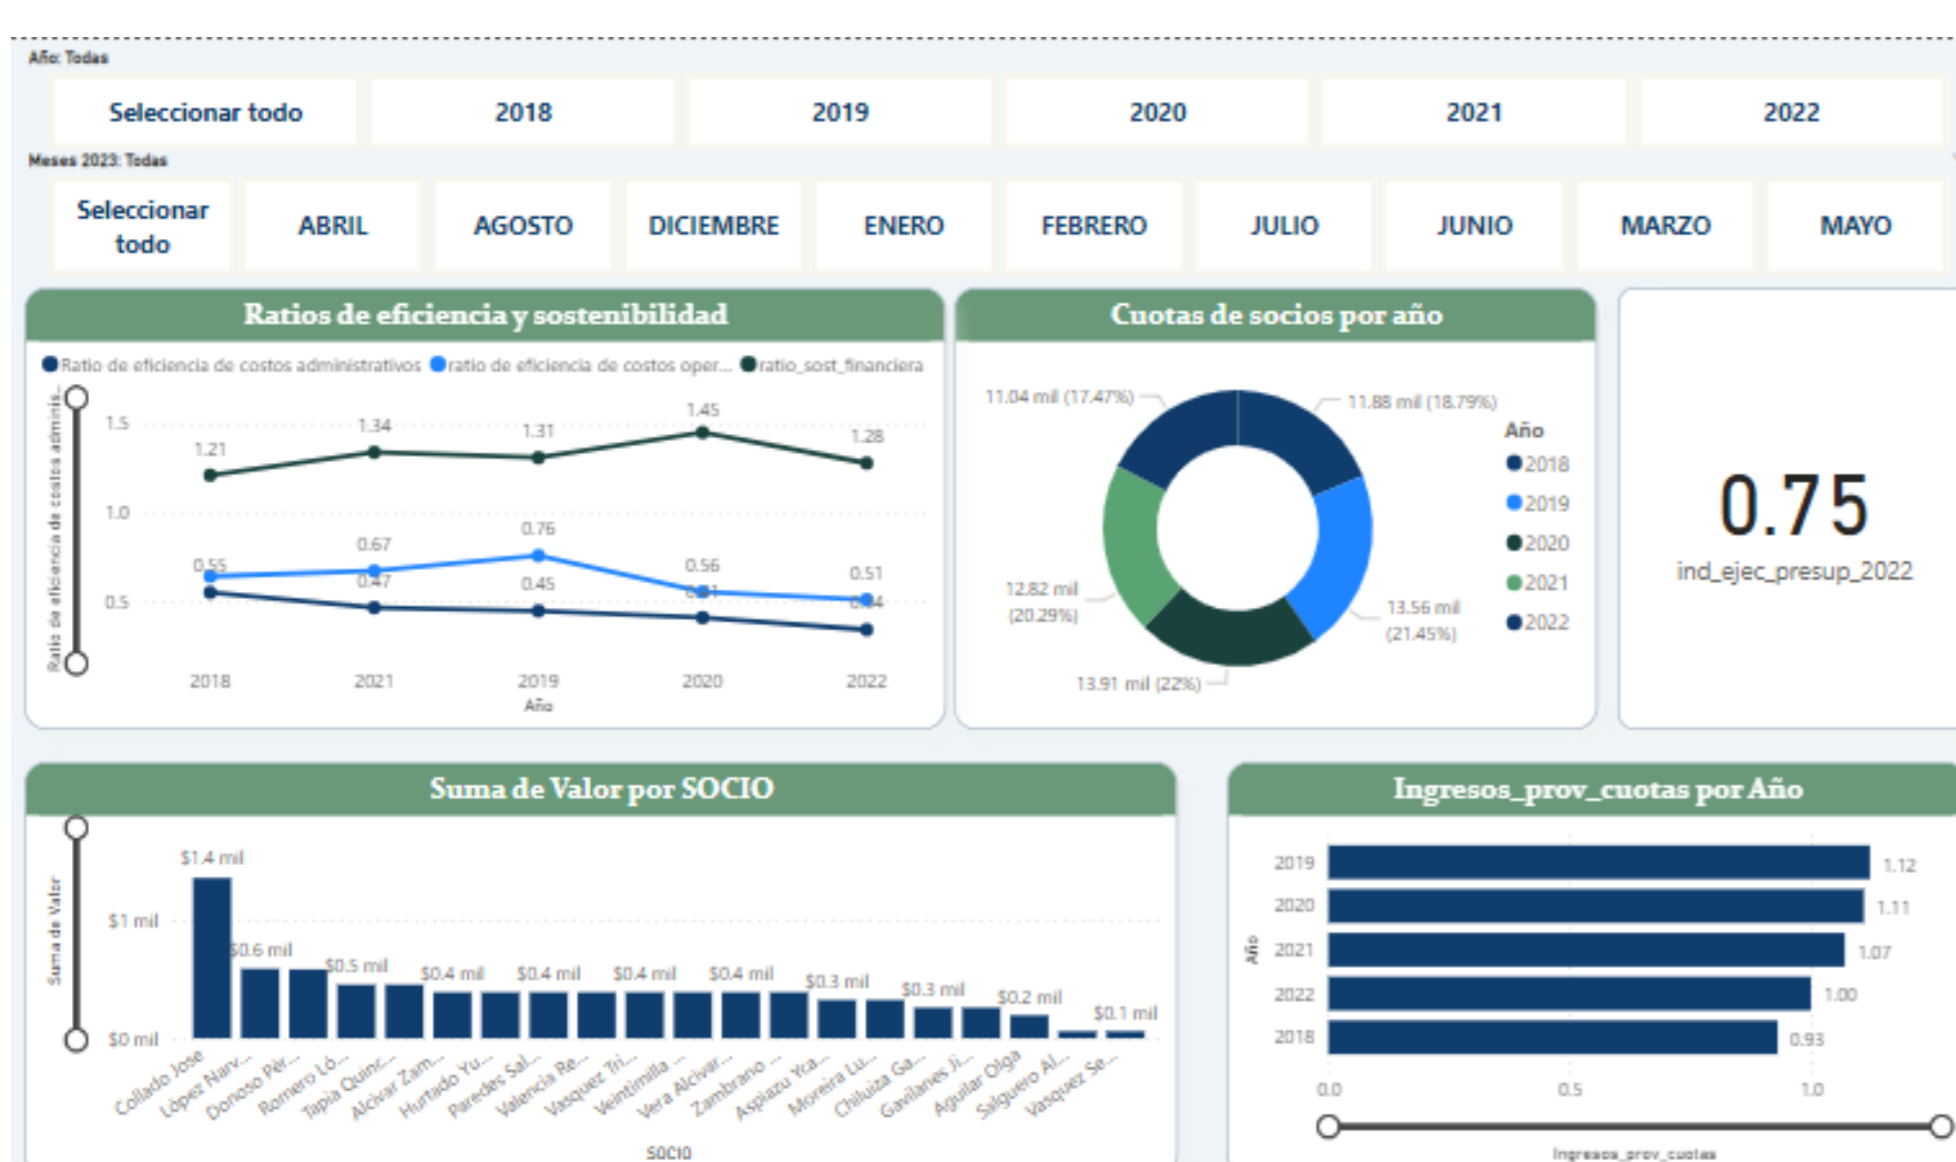 Año: Todas
Seleccionar todo
2018
2019
2020
2021
2022
Meses 2023: Todas
Seleccionar
todo
ABRIL
AGOSTO
DICIEMBRE
ENERO
FEBRERO
JULIO
JUNIO
MARZO
MAYO
Ratios de eficiencia y sostenibilidad
Ratio de eficiencia de costos administrativos
ratio de eficiencia de costos oper...
ratio_sost_financiera
Ratio de eficiencia de costos adminis...
1.5
1.0
0.5
1.21
1.34
1.31
1.45
1.28
0.55
0.67
0.76
0.56
0.51
0.47
0.45
2018
2021
2019
2020
2022
Año
Cuotas de socios por año
11.04 mil (17.47%)
11.88 mil (18.79%)
12.82 mil
(20.29%)
13.56 mil
(21.45%)
13.91 mil (22%)
Año
2018
2019
2020
2021
2022
0.75
ind_ejec_presup_2022
Suma de Valor por SOCIO
Suma de Valor
$1 mil
$0 mil
$1.4 mil
$0.6 mil
$0.5 mil
$0.4 mil
$0.4 mil
$0.4 mil
$0.4 mil
$0.3 mil
$0.3 mil
$0.2 mil
$0.1 mil
Collado Jose
López Narv...
Donoso Pér...
Romero Ló...
Tapia Quinc...
Alcivar Zam...
Hurtado Yu...
Paredes Sal...
Valencia Re...
Vasquez Tri...
Veintimilla ...
Vera Alcivar...
Zambrano ...
Aspiazu Yca...
Moreira Lu...
Chiluiza Ga...
Gavilanes Ji...
Aguilar Olga
Salguero Al...
Vasquez Se...
SOCIO
Ingresos_prov_cuotas por Año
Año
2019
1.12
2020
1.11
2021
1.07
2022
1.00
2018
0.93
0.0
0.5
1.0
Ingresos_prov_cuotas